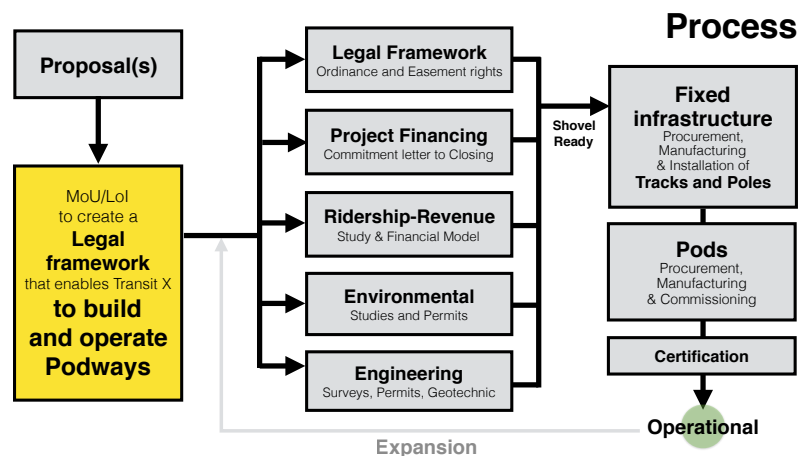 Process
Proposal(s)
MoU/LoI
to create a
Legal
framework
that enables Transit X
to build
and operate
Podways
Legal Framework
Ordinance and Easement rights
Project Financing
Commitment letter to Closing
Ridership-Revenue
Study & Financial Model
Environmental
Studies and Permits
Engineering
Surveys, Permits, Geotechnic
Shovel
Ready
Fixed
infrastructure
Procurement,
Manufacturing
& Installation of
Tracks and Poles
Pods
Procurement,
Manufacturing
& Commissioning
Certification
Operational
Expansion